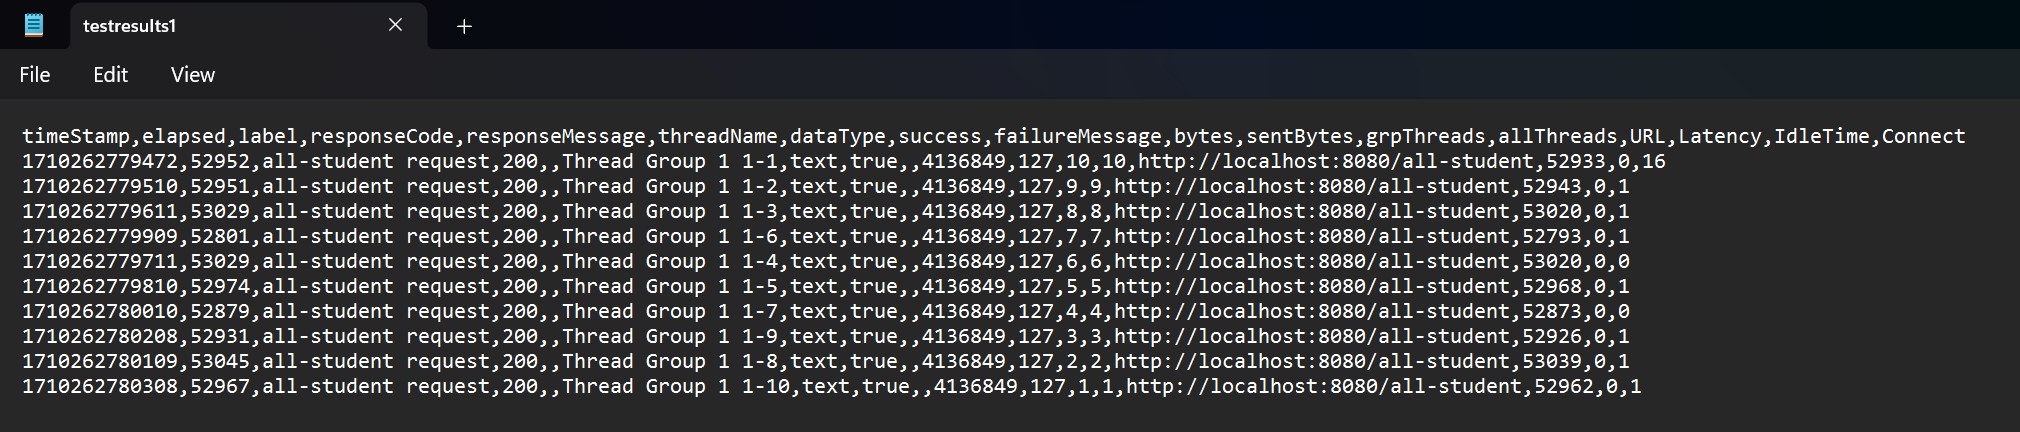 testresults1
File Edit View
timeStamp,elapsed,label,responseCode,responseMessage,threadName,dataType,success,failureMessage,bytes,sentBytes,grpThreads,allThreads,URL,Latency,IdleTime,Connect
1710262779472,52952,all-student request,200,,Thread Group 1 1-1,text,true,,4136849,127,10,10,http://localhost:8080/all-student,52933,0,16
1710262779510,52951,all-student request,200,,Thread Group 1 1-2,text,true,,4136849,127,9,9,http://localhost:8080/all-student,52943,0,1
1710262779611,53029,all-student request,200,,Thread Group 1 1-3,text,true,,4136849,127,8,8,http://localhost:8080/all-student,53020,0,1
1710262779909,52801,all-student request,200,,Thread Group 1 1-6,text,true,,4136849,127,7,7,http://localhost:8080/all-student,52793,0,1
1710262779711,53029,all-student request,200,,Thread Group 1 1-4,text,true,,4136849,127,6,6,http://localhost:8080/all-student,53020,0,0
1710262779810,52974,all-student request,200,,Thread Group 1 1-5,text,true,,4136849,127,5,5,http://localhost:8080/all-student,52968,0,1
1710262780010,52879,all-student request,200,,Thread Group 1 1-7,text,true,,4136849,127,4,4,http://localhost:8080/all-student,52873,0,0
1710262780208,52931,all-student request,200,,Thread Group 1 1-9,text,true,,4136849,127,3,3,http://localhost:8080/all-student,52926,0,1
1710262780109,53045,all-student request,200,,Thread Group 1 1-8,text,true,,4136849,127,2,2,http://localhost:8080/all-student,53039,0,1
1710262780308,52967,all-student request,200,,Thread Group 1 1-10,text,true,,4136849,127,1,1,http://localhost:8080/all-student,52962,0,1